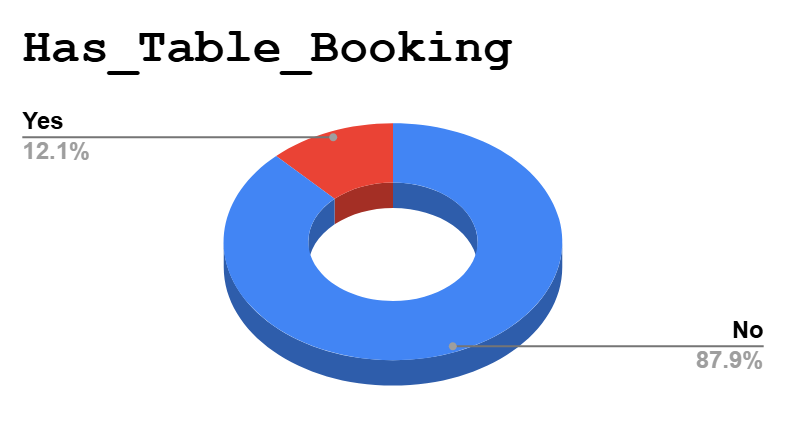 Has_Table_Booking
Yes
12.1%
No
87.9%